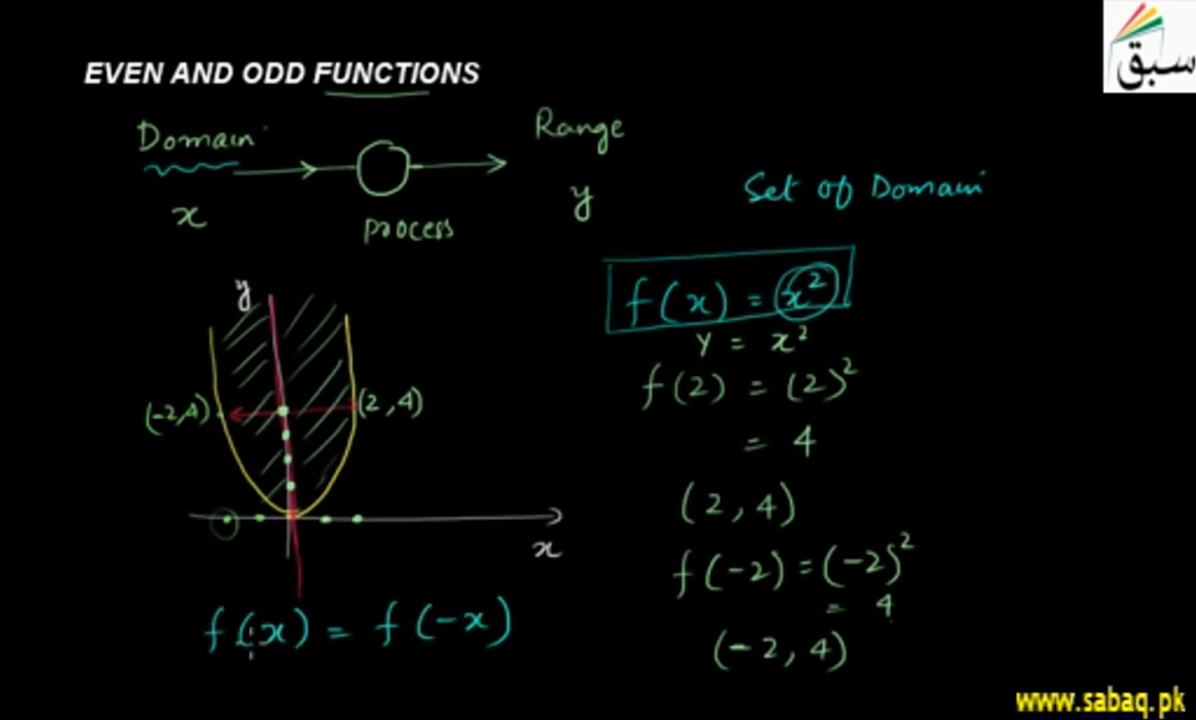 سبق
EVEN AND ODD FUNCTIONS
Domain
Range
x
process
y
Set of Domain
f(x) = x²
y = x²
f(2) = (2)²
= 4
(2, 4)
f(-2) = (-2)²
= 4
(-2, 4)
y
(-2,4)
(2,4)
x
f(x) = f(-x)
www.sabaq.pk